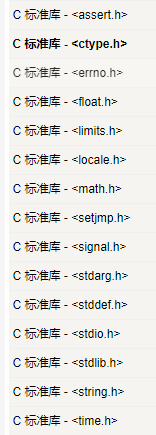 C 标准库 - <assert.h>
C 标准库 - <ctype.h>
C 标准库 - <errno.h>
C 标准库 - <float.h>
C 标准库 - <limits.h>
C 标准库 - <locale.h>
C 标准库 - <math.h>
C 标准库 - <setjmp.h>
C 标准库 - <signal.h>
C 标准库 - <stdarg.h>
C 标准库 - <stddef.h>
C 标准库 - <stdio.h>
C 标准库 - <stdlib.h>
C 标准库 - <string.h>
C 标准库 - <time.h>